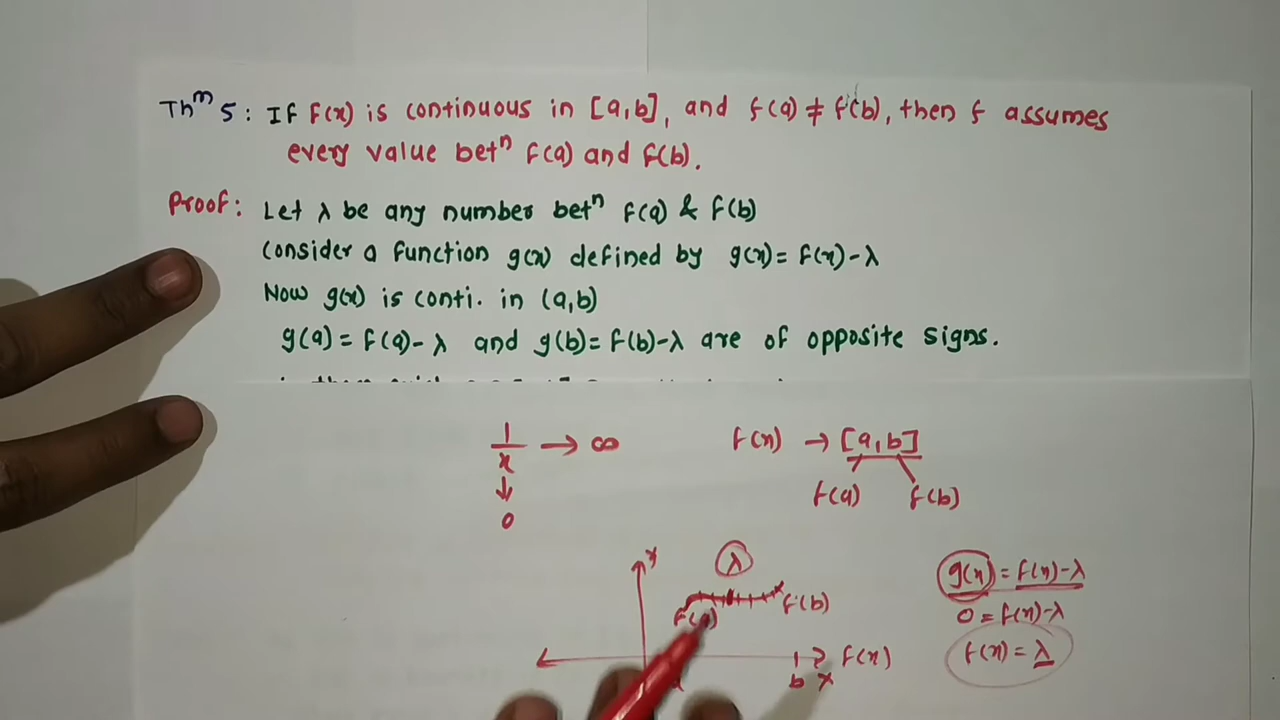 Thm 5: If f(x) is continuous in [a,b], and f(a) ≠ f(b), then f assumes
every value betn f(a) and f(b).
Proof: Let λ be any number betn f(a) & f(b)
Consider a function g(x) defined by g(x) = f(x)-λ
Now g(x) is conti. in (a,b)
g(a) = f(a)-λ and g(b) = f(b)-λ are of opposite signs.
1/x → ∞
↓
0
f(x) → [a,b]
f(a) f(b)
λ
f(a) f(b)
b x f(x)
g(x) = f(x)-λ
0 = f(x)-λ
f(x) = λ